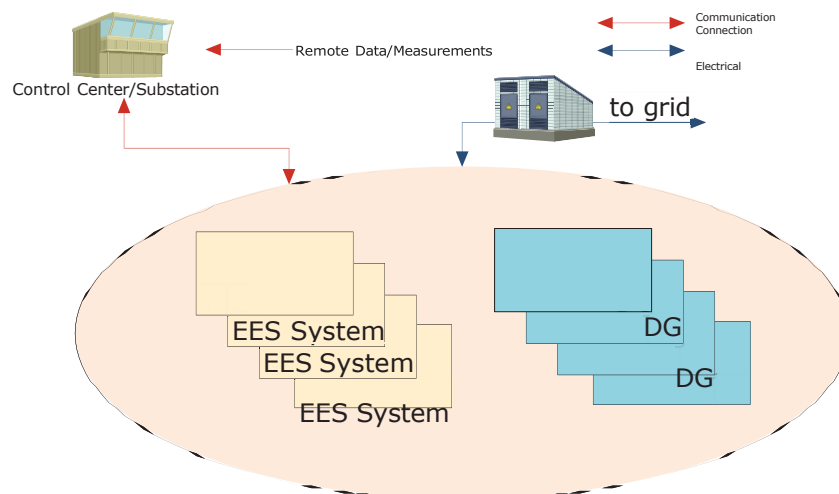 Communication
Connection
Remote Data/Measurements
Electrical
Control Center/Substation
to grid
EES System
DG
EES System
DG
EES System